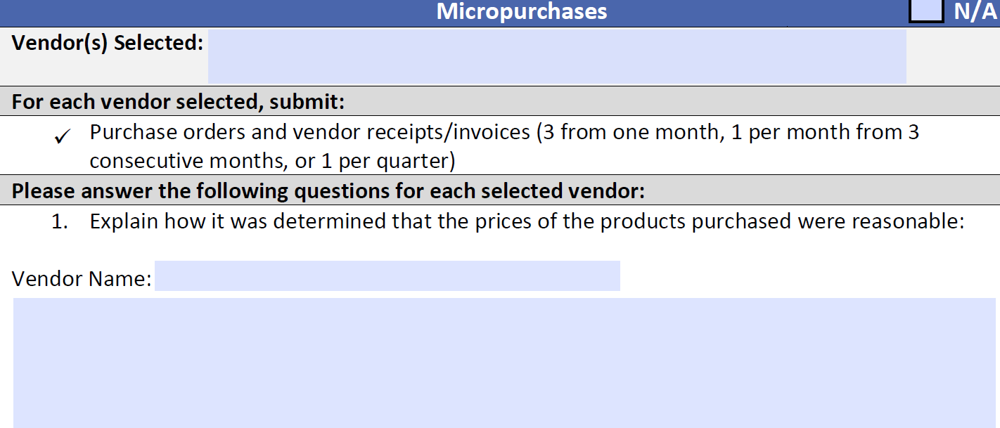 Micropurchases N/A
Vendor(s) Selected:
For each vendor selected, submit:
✓ Purchase orders and vendor receipts/invoices (3 from one month, 1 per month from 3
consecutive months, or 1 per quarter)
Please answer the following questions for each selected vendor:
1. Explain how it was determined that the prices of the products purchased were reasonable:
Vendor Name: